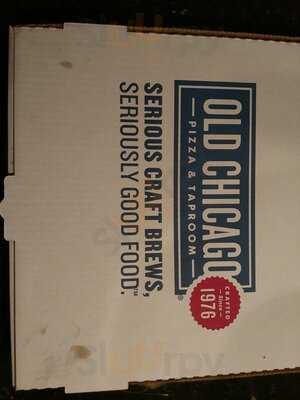 OLD CHICAGO®
— PIZZA & TAPROOM —
CRAFTED
Since
1976
SERIOUS CRAFT BREWS,
SERIOUSLY GOOD FOOD.™